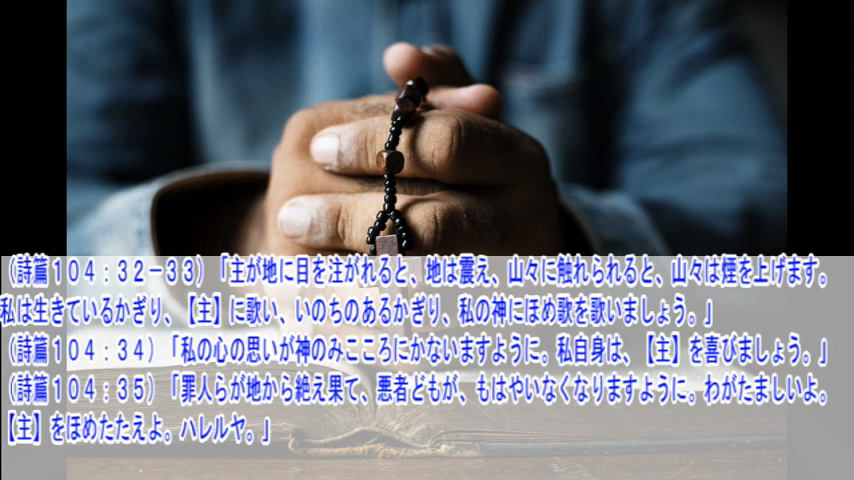 （詩篇１０４：３２－３３）「主が地に目を注がれると、地は震え、山々に触れられると、山々は煙を上げます。
私は生きているかぎり、【主】に歌い、いのちのあるかぎり、私の神にほめ歌を歌いましょう。」
（詩篇１０４：３４）「私の心の思いが神のみこころにかないますように。私自身は、【主】を喜びましょう。」
（詩篇１０４：３５）「罪人らが地から絶え果て、悪者どもが、もはやいなくなりますように。わがたましいよ。
【主】をほめたたえよ。ハレルヤ。」